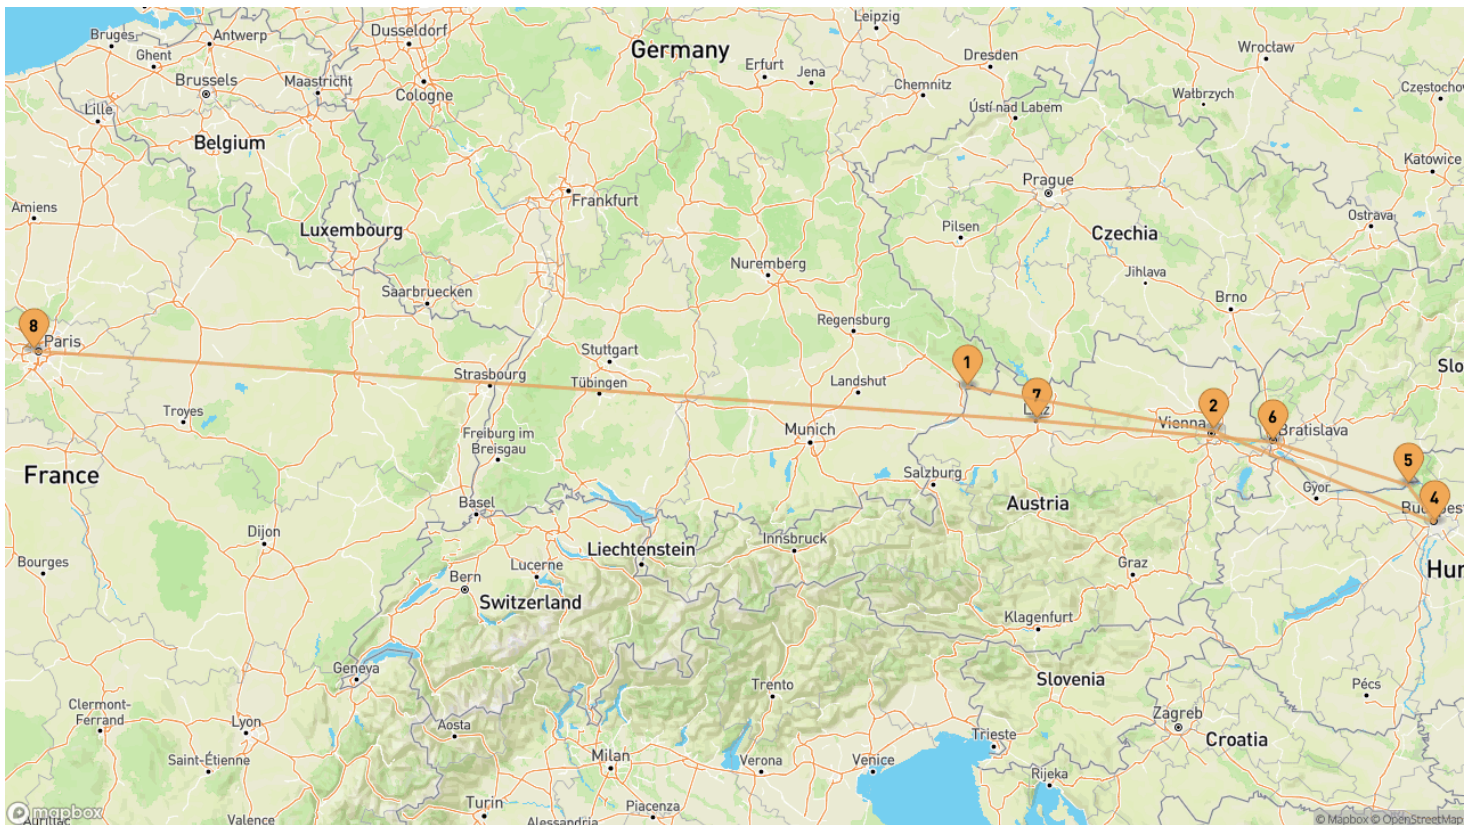 Bruges
Antwerp
Dusseldorf
Germany
Leipzig
Ghent
Erfurt
Jena
Dresden
Wrocław
Brussels
Maastricht
Cologne
Chemnitz
Wałbrzych
Częstochow
Lille
Ústí nad Labem
Belgium
Katowice
Prague
Frankfurt
Amiens
Luxembourg
Pilsen
Czechia
Ostrava
Nuremberg
Jihlava
Saarbruecken
Brno
8
Paris
Regensburg
Stuttgart
1
Slo
Strasbourg
Tübingen
Landshut
7
Troyes
2
6
Vienna
Bratislava
Freiburg im
Breisgau
Munich
5
France
Salzburg
Gyor
4
Basel
Austria
Budapest
Dijon
Innsbruck
Liechtenstein
Bourges
Lucerne
Graz
Hun
Bern
Switzerland
Klagenfurt
Geneva
Slovenia
Trento
Pécs
Clermont-
Ferrand
Lyon
Aosta
Zagreb
Trieste
Croatia
Saint-Étienne
Milan
Verona
Venice
Rijeka
Turin
Piacenza
mapbox
Aurillac
Valence
Alessandria
© Mapbox © OpenStreetMap